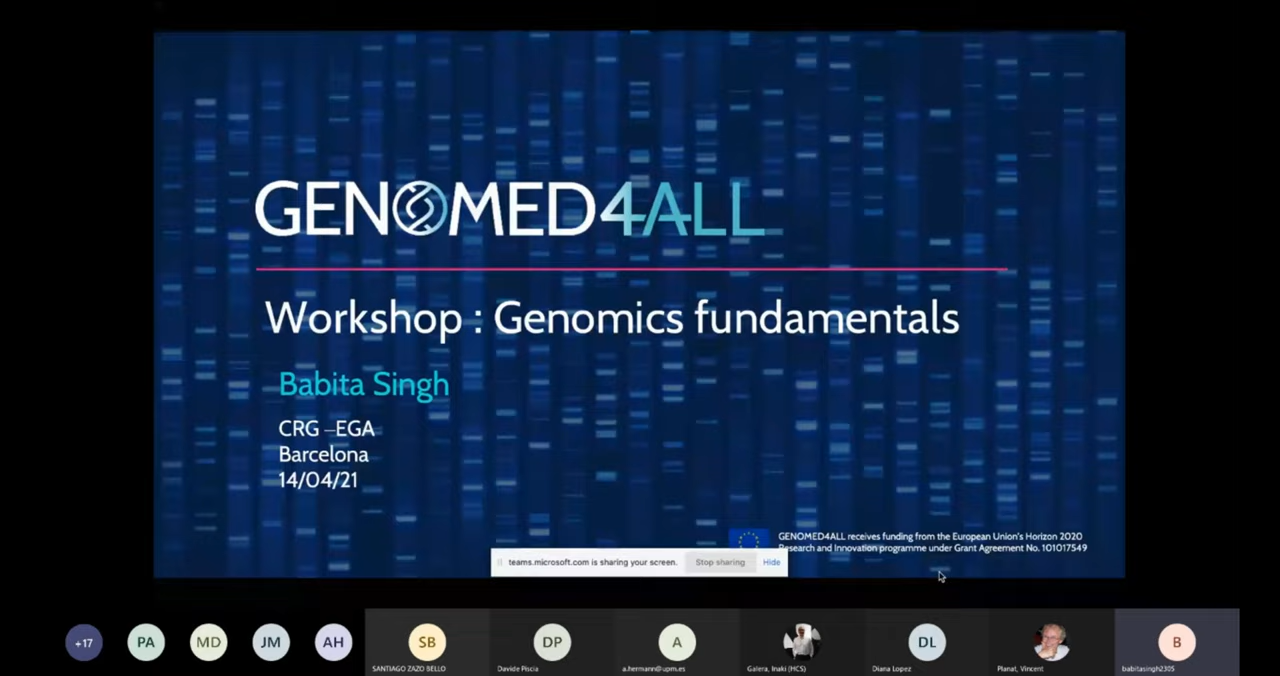 GENOMED4ALL
Workshop : Genomics fundamentals
Babita Singh
CRG –EGA
Barcelona
14/04/21
GENOMED4ALL receives funding from the European Union's Horizon 2020
Research and Innovation programme under Grant Agreement No. 101017549
teams.microsoft.com is sharing your screen.
Stop sharing
Hide
+17
PA
MD
JM
AH
SB
DP
A
DL
B
SANTIAGO ZAZO BELLO
Davide Piscia
a.hermann@upm.es
Galera, Inaki (HCS)
Diana Lopez
Planat, Vincent
babitasingh2305